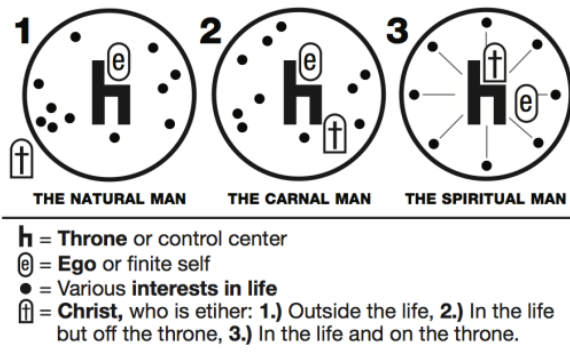 1 2 3
e e †
† † e
THE NATURAL MAN THE CARNAL MAN THE SPIRITUAL MAN
h = Throne or control center
e = Ego or finite self
● = Various interests in life
† = Christ, who is etiher: 1.) Outside the life, 2.) In the life
but off the throne, 3.) In the life and on the throne.